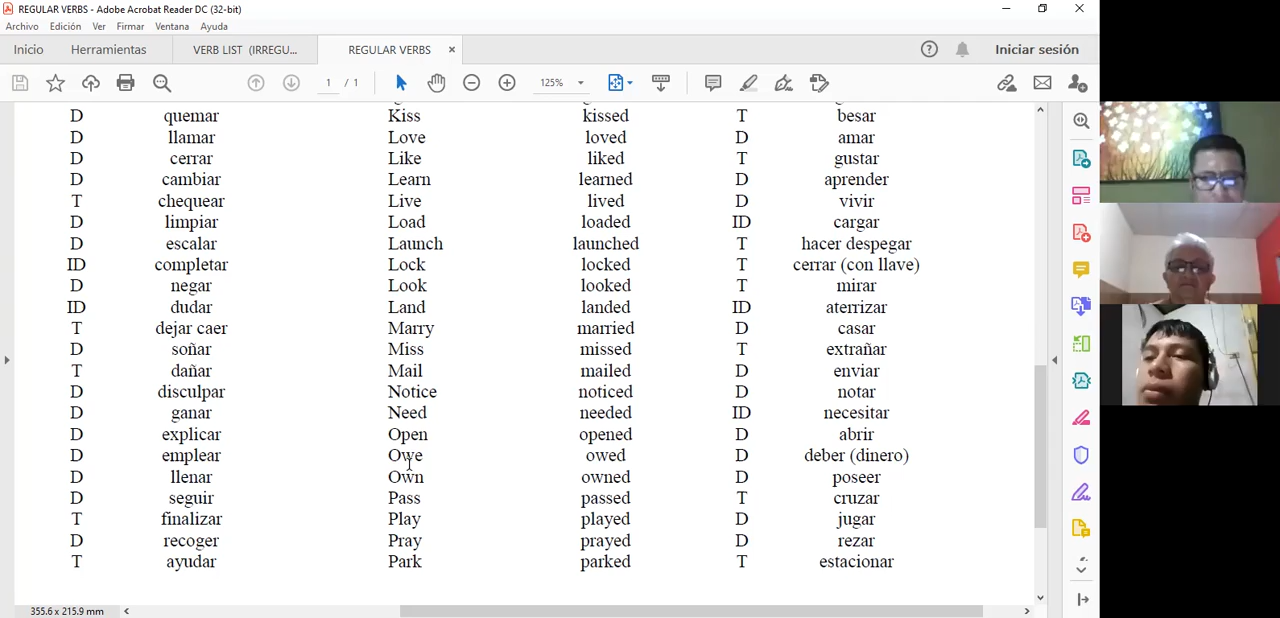 REGULAR VERBS - Adobe Acrobat Reader DC (32-bit)
Archivo Edición Ver Firmar Ventana Ayuda
Inicio Herramientas VERB LIST (IRREGU... REGULAR VERBS × Iniciar sesión
1 / 1 125%
D quemar Kiss kissed T besar
D llamar Love loved D amar
D cerrar Like liked T gustar
D cambiar Learn learned D aprender
T chequear Live lived D vivir
D limpiar Load loaded ID cargar
D escalar Launch launched T hacer despegar
ID completar Lock locked T cerrar (con llave)
D negar Look looked T mirar
ID dudar Land landed ID aterrizar
T dejar caer Marry married D casar
D soñar Miss missed T extrañar
T dañar Mail mailed D enviar
D disculpar Notice noticed D notar
D ganar Need needed ID necesitar
D explicar Open opened D abrir
D emplear Owe owed D deber (dinero)
D llenar Own owned D poseer
D seguir Pass passed T cruzar
T finalizar Play played D jugar
D recoger Pray prayed D rezar
T ayudar Park parked T estacionar
355.6 x 215.9 mm